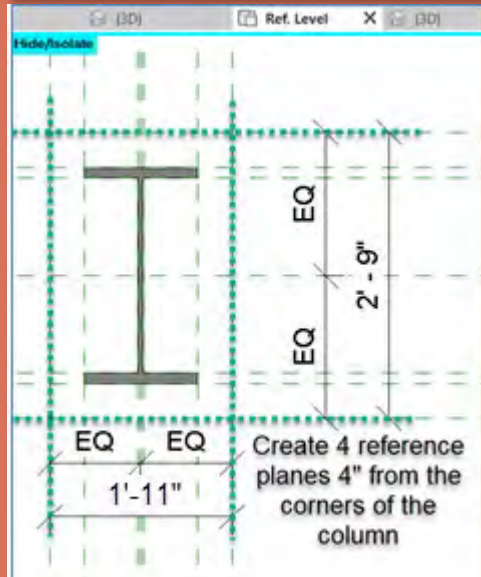 (3D) Ref. Level X (3D)
Hide/Isolate
EQ
2' - 9"
EQ
EQ EQ
1'-11"
Create 4 reference
planes 4" from the
corners of the
column